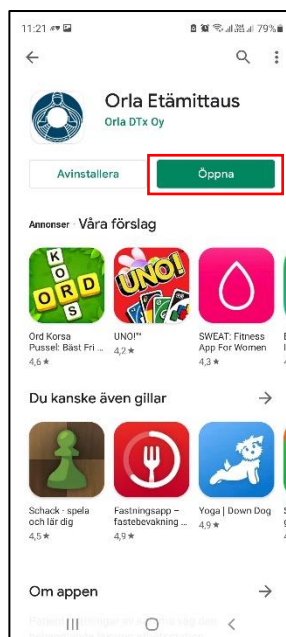 11:21
79%
Orla Etämittaus
Orla DTx Oy
Avinstallera
Öppna
Annonser · Våra förslag
KORS
ORD
UNO!
Ord Korsa
Pussel: Bäst Fri ...
4,6 ★
UNO!™
4,2 ★
SWEAT: Fitness
App For Women
4,3 ★
Du kanske även gillar
Schack · spela
och lär dig
4,5 ★
Fastningsapp –
fastebevakning ...
4,9 ★
Yoga | Down Dog
4,9 ★
Om appen